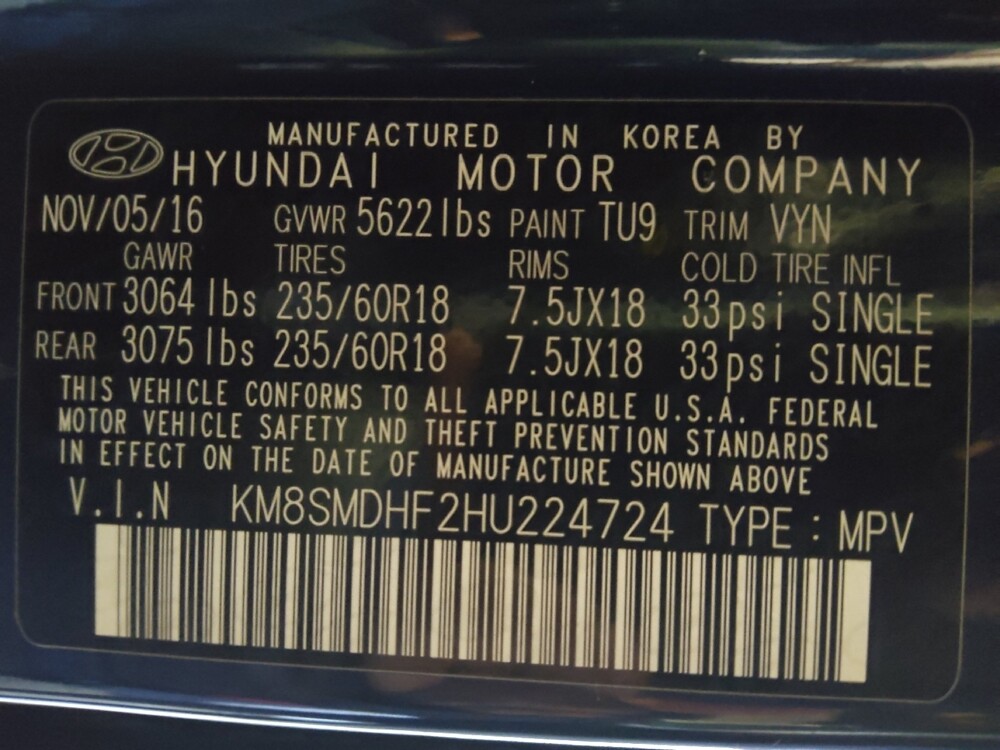 MANUFACTURED IN KOREA BY
HYUNDAI MOTOR COMPANY
NOV/05/16 GVWR 5622lbs PAINT TU9 TRIM VYN
GAWR TIRES RIMS COLD TIRE INFL
FRONT 3064 lbs 235/60R18 7.5JX18 33psi SINGLE
REAR 3075 lbs 235/60R18 7.5JX18 33psi SINGLE
THIS VEHICLE CONFORMS TO ALL APPLICABLE U.S.A. FEDERAL
MOTOR VEHICLE SAFETY AND THEFT PREVENTION STANDARDS
IN EFFECT ON THE DATE OF MANUFACTURE SHOWN ABOVE
V.I.N KM8SMDHF2HU224724 TYPE : MPV